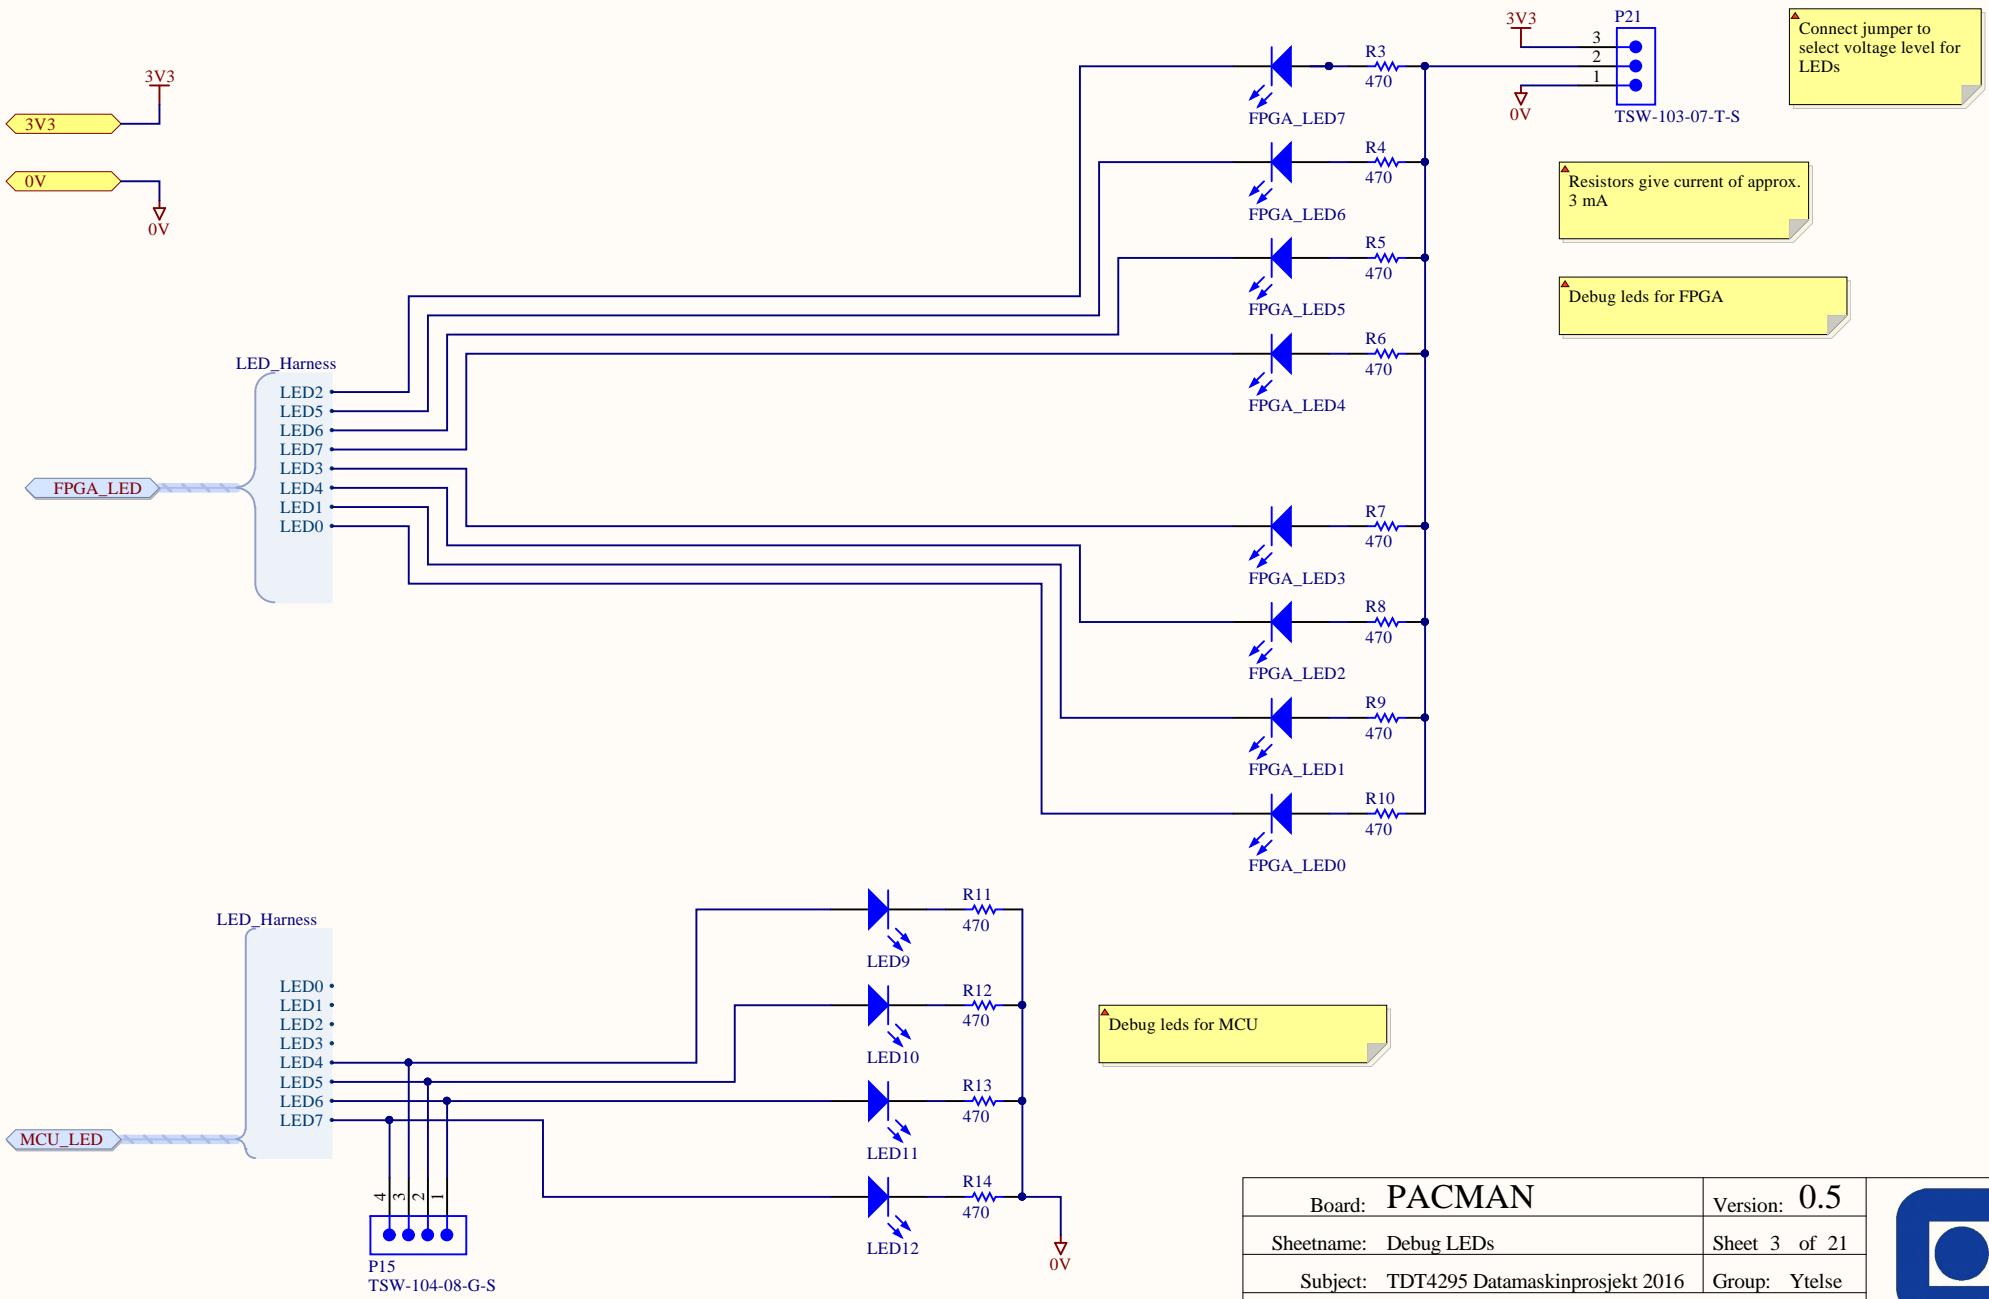 3V3
3V3
0V
0V
3V3
P21
3
2
1
0V
TSW-103-07-T-S
Connect jumper to
select voltage level for
LEDs
R3
470
FPGA_LED7
R4
470
FPGA_LED6
Resistors give current of approx.
3 mA
R5
470
FPGA_LED5
Debug leds for FPGA
R6
470
FPGA_LED4
LED_Harness
LED2
LED5
LED6
LED7
LED3
LED4
LED1
LED0
FPGA_LED
R7
470
FPGA_LED3
R8
470
FPGA_LED2
R9
470
FPGA_LED1
R10
470
FPGA_LED0
LED_Harness
LED0
LED1
LED2
LED3
LED4
LED5
LED6
LED7
MCU_LED
4
3
2
1
P15
TSW-104-08-G-S
R11
470
LED9
R12
470
LED10
R13
470
LED11
R14
470
LED12
0V
Debug leds for MCU
Board: PACMAN Version: 0.5
Sheetname: Debug LEDs Sheet 3 of 21
Subject: TDT4295 Datamaskinprosjekt 2016 Group: Ytelse